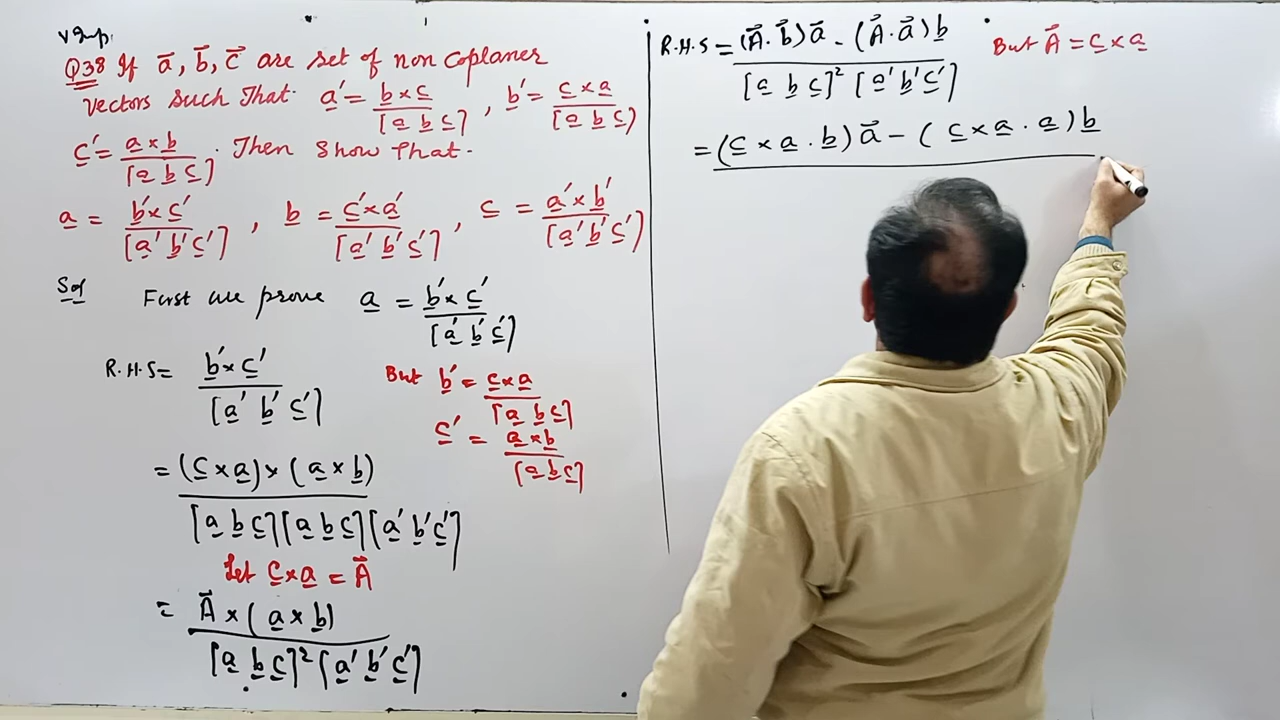 V. Imp.
Q38 If a⃗, b⃗, c⃗ are set of non coplaner
vectors such That a̲′ = b̲ × c̲ / [a̲ b̲ c̲] , b̲′ = c̲ × a̲ / [a̲ b̲ c̲]
c̲′ = a̲ × b̲ / [a̲ b̲ c̲] . Then Show That.
a̲ = b̲′ × c̲′ / [a̲′ b̲′ c̲′] , b̲ = c̲′ × a̲′ / [a̲′ b̲′ c̲′] , c̲ = a̲′ × b̲′ / [a̲′ b̲′ c̲′]
Sol First we prove a̲ = b̲′ × c̲′ / [a̲′ b̲′ c̲′]
R.H.S = b̲′ × c̲′ / [a̲′ b̲′ c̲′]
But b̲′ = c̲ × a̲ / [a̲ b̲ c̲]
c̲′ = a̲ × b̲ / [a̲ b̲ c̲]
= (c̲ × a̲) × (a̲ × b̲) / [a̲ b̲ c̲][a̲ b̲ c̲][a̲′ b̲′ c̲′]
Let c̲ × a̲ = A⃗
= A⃗ × (a̲ × b̲) / [a̲ b̲ c̲]² [a̲′ b̲′ c̲′]
R.H.S = (A⃗ . b⃗) a⃗ - (A⃗ . a⃗) b̲ / [a̲ b̲ c̲]² [a̲′ b̲′ c̲′]
But A⃗ = c̲ × a̲
= (c̲ × a̲ . b̲) a⃗ - ( c̲ × a̲ . a̲ ) b̲